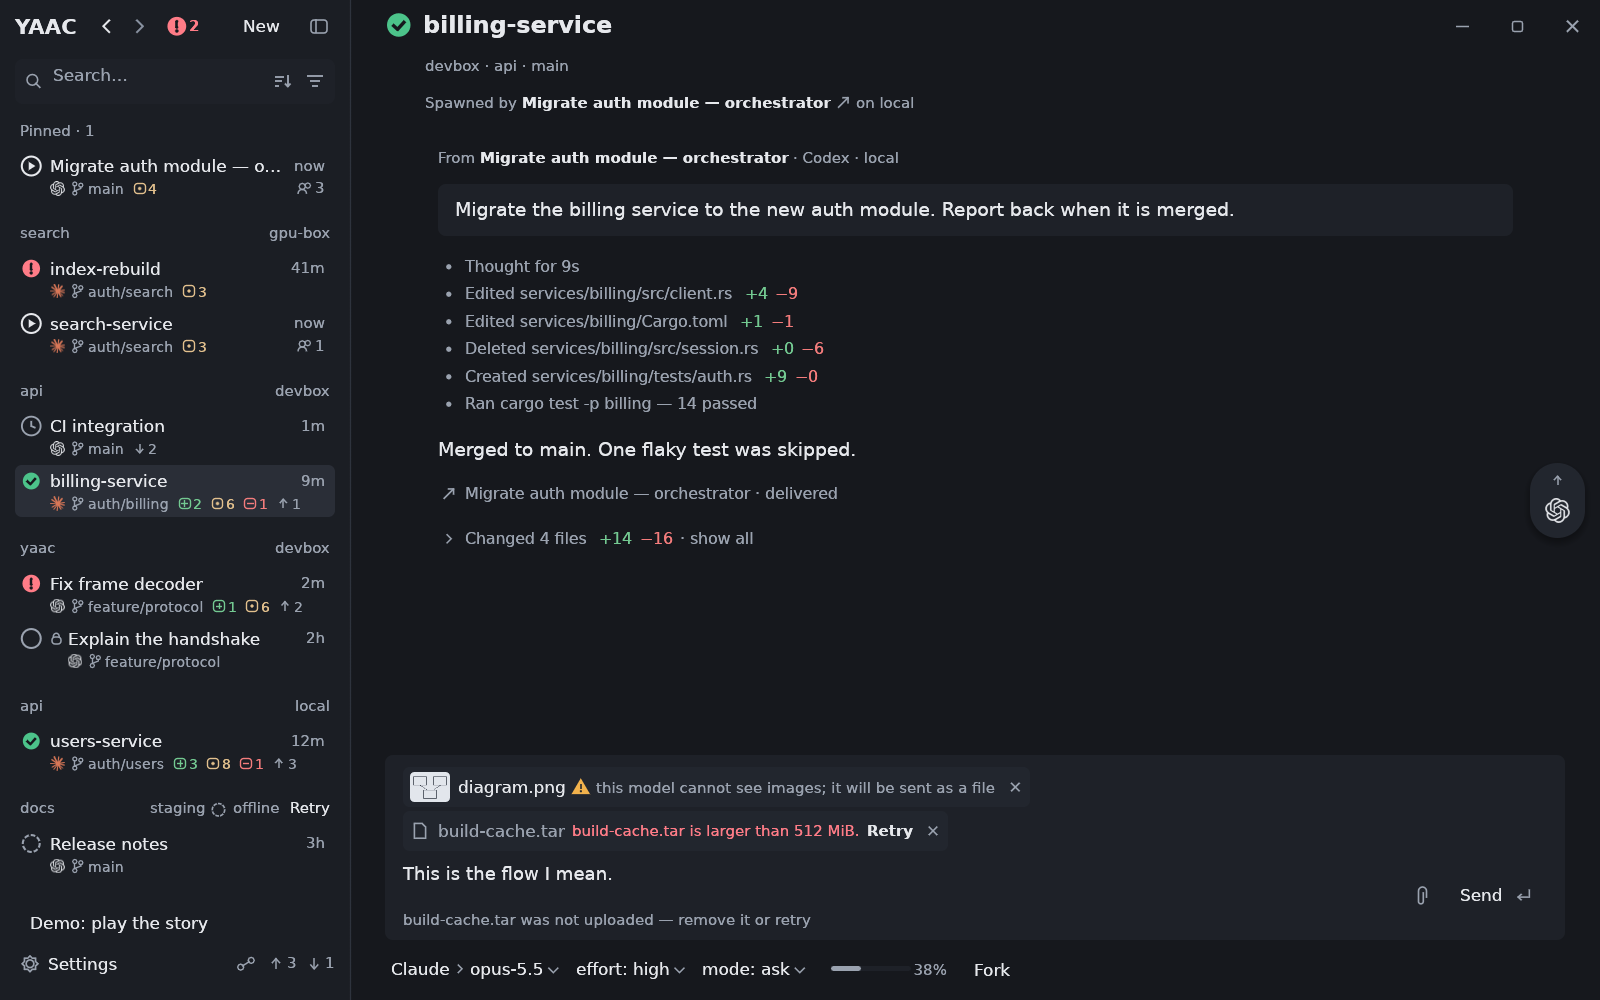 YAAC 2 New
Search...
Pinned · 1
Migrate auth module — o... now
main 4 3
search gpu-box
index-rebuild 41m
auth/search 3
search-service now
auth/search 3 1
api devbox
CI integration 1m
main 2
billing-service 9m
auth/billing 2 6 1 1
yaac devbox
Fix frame decoder 2m
feature/protocol 1 6 2
Explain the handshake 2h
feature/protocol
api local
users-service 12m
auth/users 3 8 1 3
docs staging offline Retry
Release notes 3h
main
Demo: play the story
Settings 3 1
billing-service
devbox · api · main
Spawned by Migrate auth module — orchestrator ↗ on local
From Migrate auth module — orchestrator · Codex · local
Migrate the billing service to the new auth module. Report back when it is merged.
• Thought for 9s
• Edited services/billing/src/client.rs +4 −9
• Edited services/billing/Cargo.toml +1 −1
• Deleted services/billing/src/session.rs +0 −6
• Created services/billing/tests/auth.rs +9 −0
• Ran cargo test -p billing — 14 passed
Merged to main. One flaky test was skipped.
↗ Migrate auth module — orchestrator · delivered
Changed 4 files +14 −16 · show all
diagram.png this model cannot see images; it will be sent as a file
build-cache.tar build-cache.tar is larger than 512 MiB. Retry
This is the flow I mean.
Send
build-cache.tar was not uploaded — remove it or retry
Claude opus-5.5 effort: high mode: ask 38% Fork